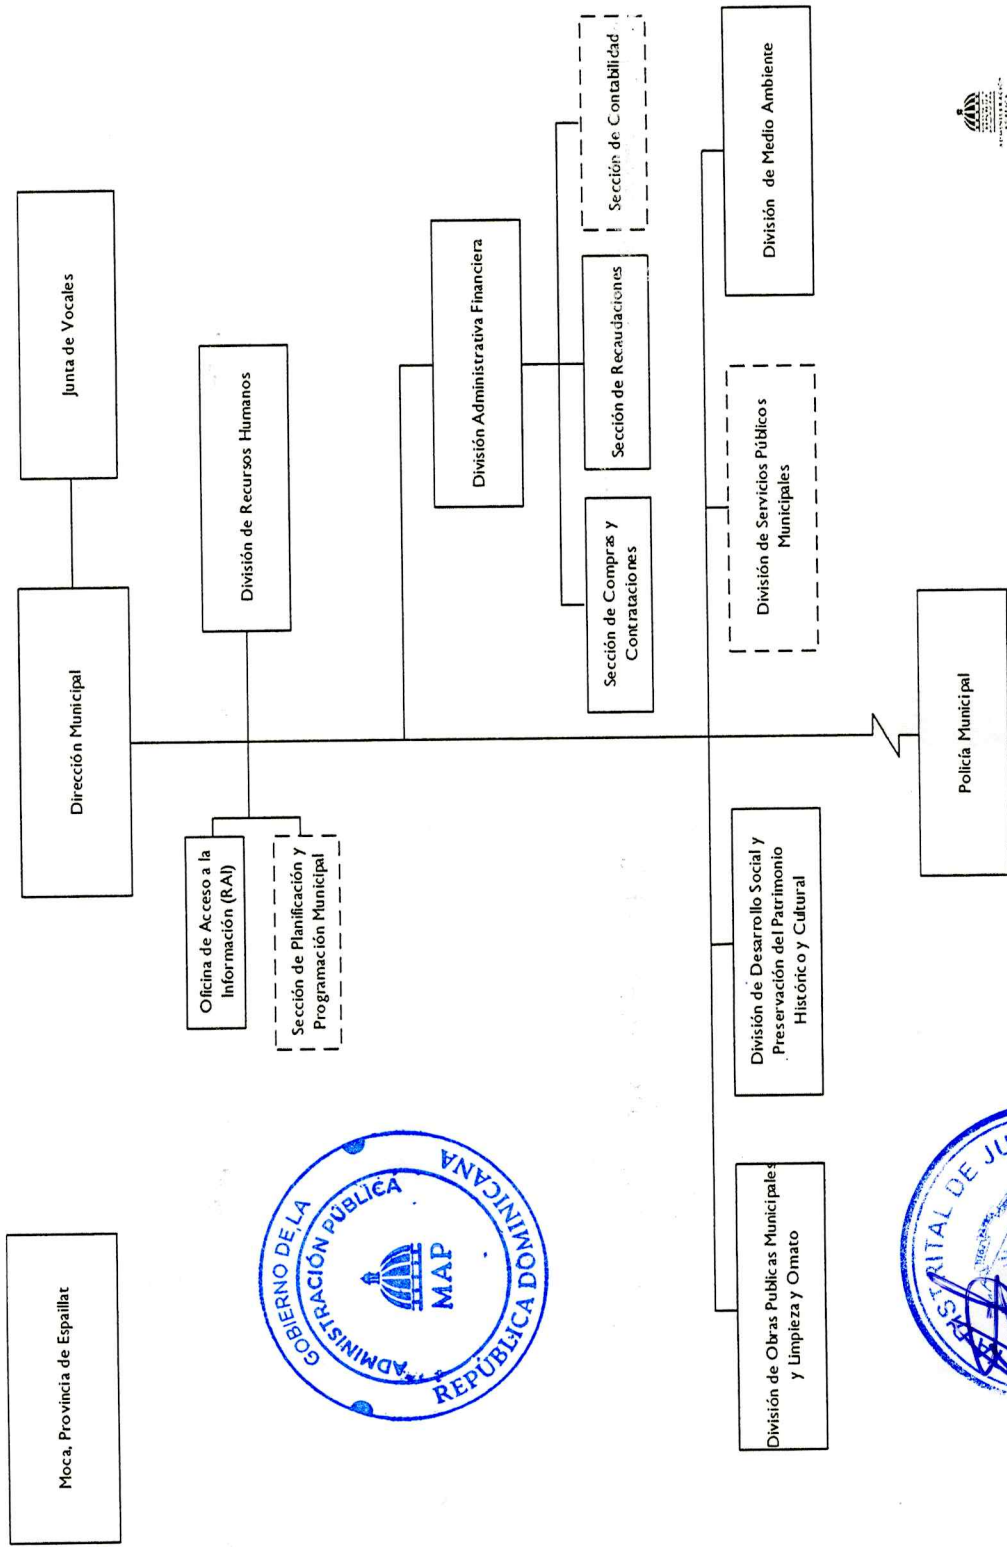 Moca, Provincia de Espaillat
Dirección Municipal
Junta de Vocales
Oficina de Acceso a la
Información (RAI)
Sección de Planificación y
Programación Municipal
División de Recursos Humanos
División Administrativa Financiera
Sección de Compras y
Contrataciones
Sección de Recaudaciones
Sección de Contabilidad
División de Obras Publicas Municipales
y Limpieza y Ornato
División de Desarrollo Social y
Preservación del Patrimonio
Histórico y Cultural
División de Servicios Públicos
Municipales
División de Medio Ambiente
Policía Municipal
GOBIERNO DE LA
REPÚBLICA DOMINICANA
ADMINISTRACIÓN PÚBLICA
MAP
DISTRITAL DE JU